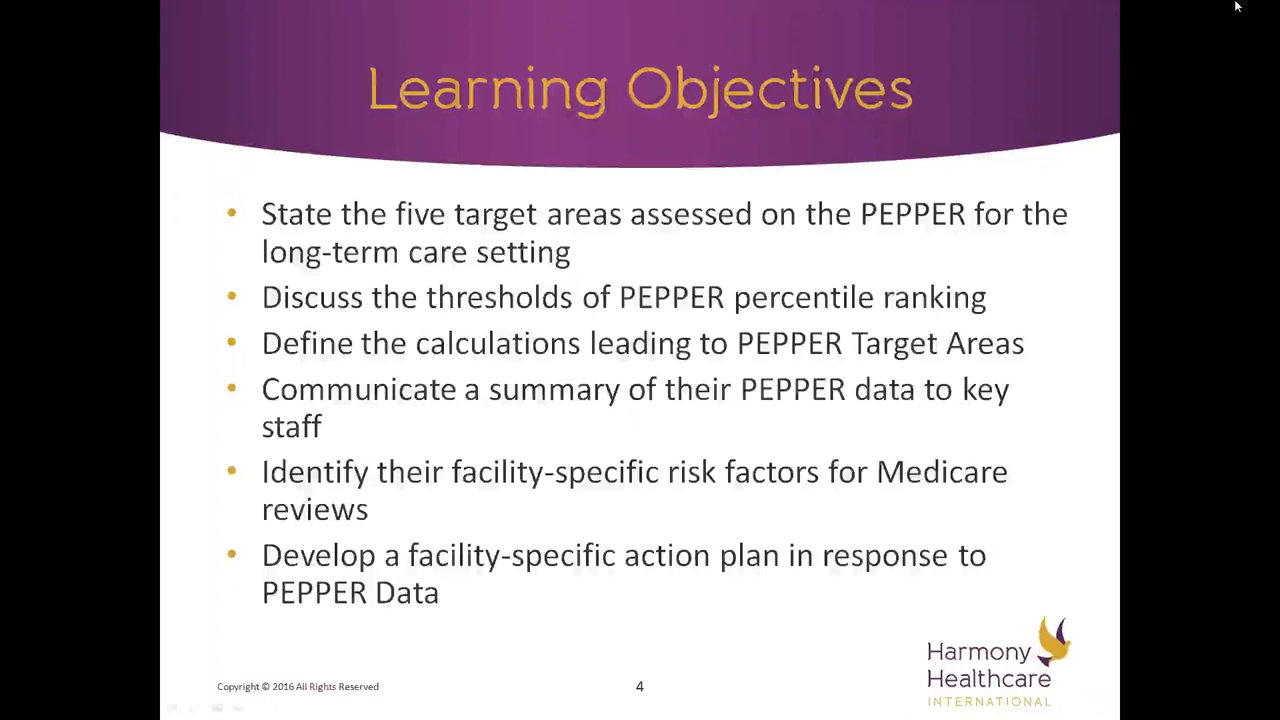 Learning Objectives
• State the five target areas assessed on the PEPPER for the
long-term care setting
• Discuss the thresholds of PEPPER percentile ranking
• Define the calculations leading to PEPPER Target Areas
• Communicate a summary of their PEPPER data to key
staff
• Identify their facility-specific risk factors for Medicare
reviews
• Develop a facility-specific action plan in response to
PEPPER Data
Harmony
Healthcare
INTERNATIONAL
Copyright © 2016 All Rights Reserved
4